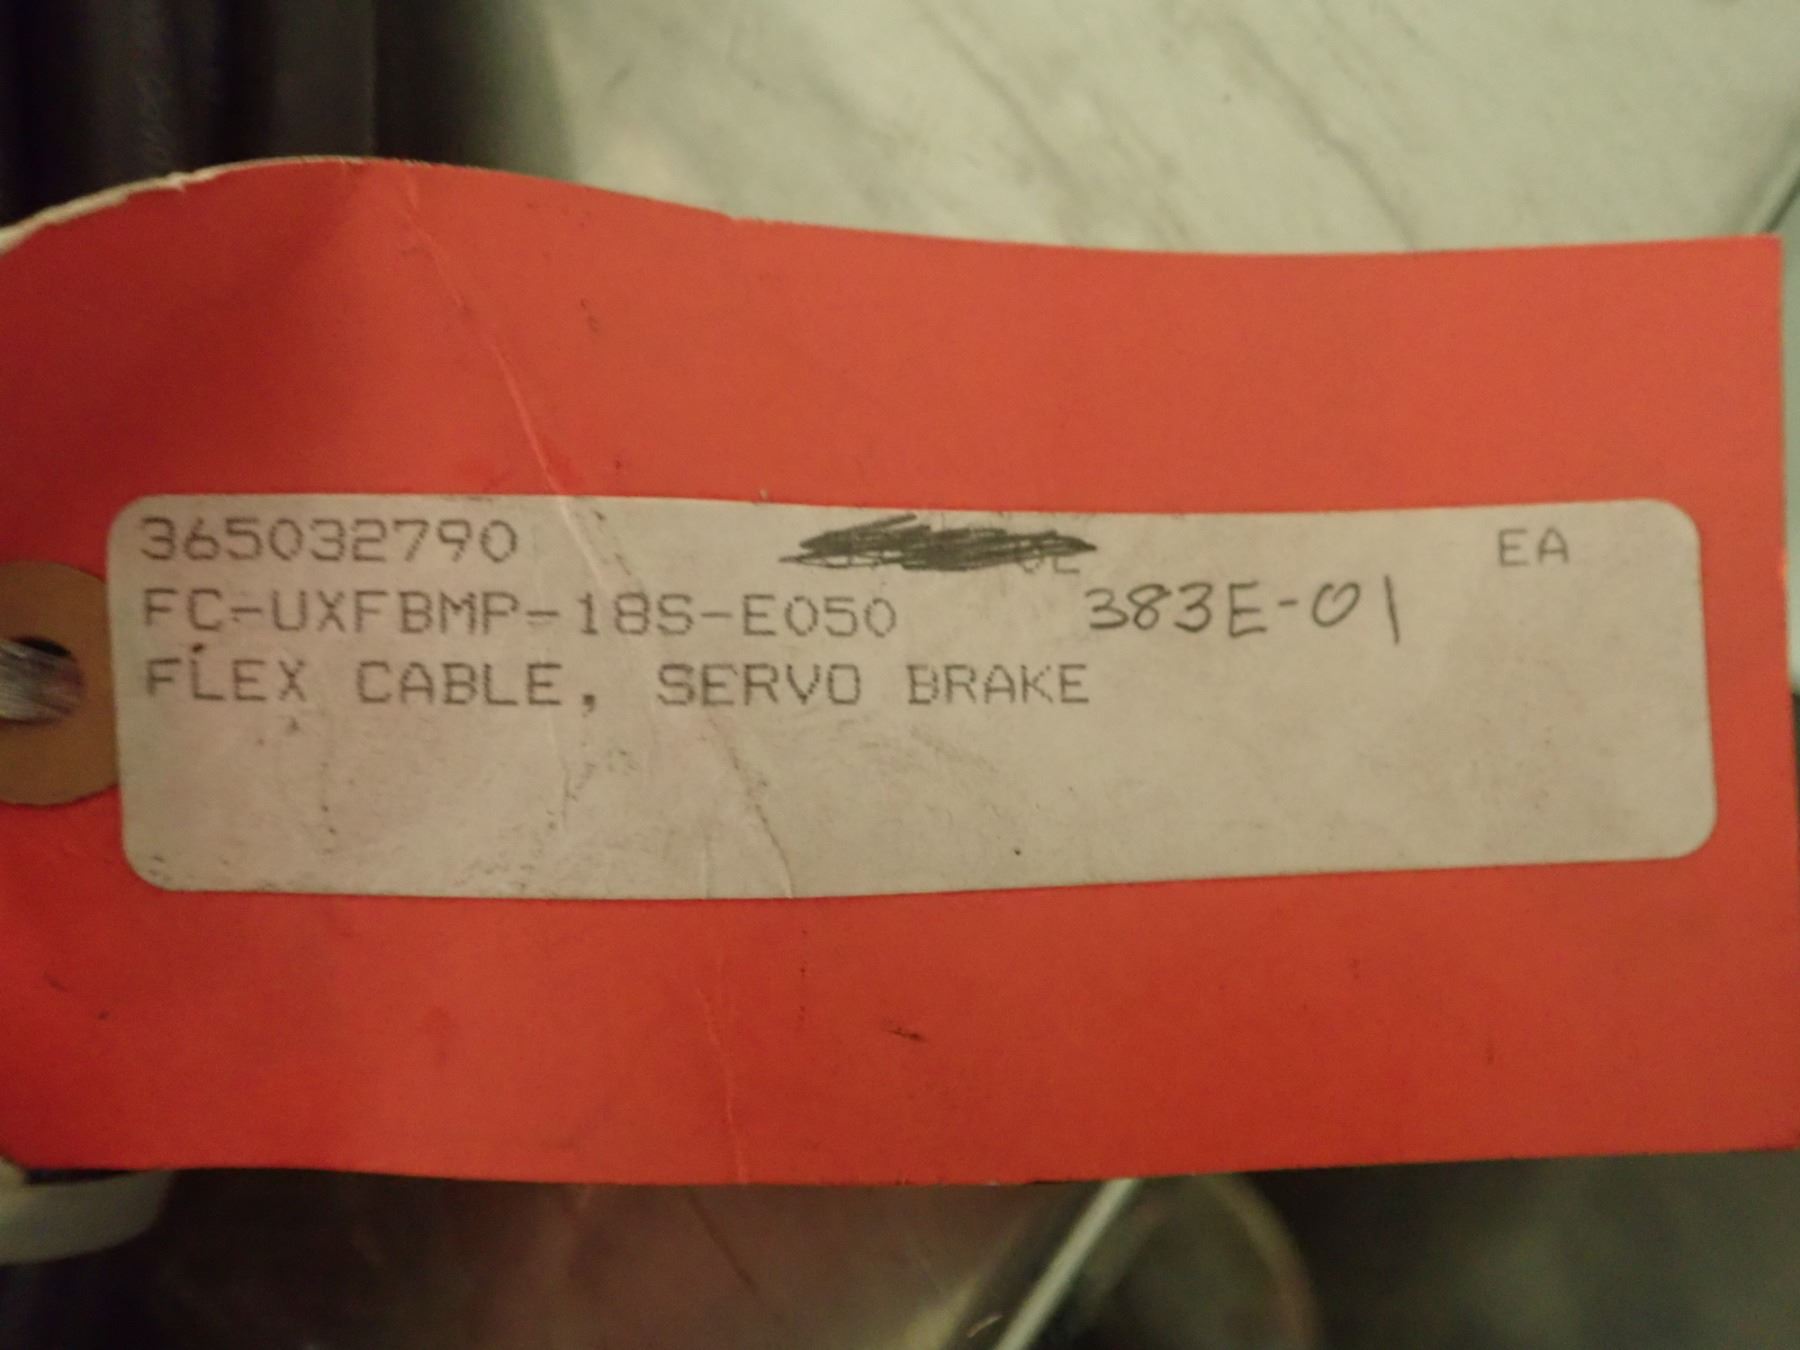 365032790 EA
FC-UXFBMP-18S-E050 383E-01
FLEX CABLE, SERVO BRAKE